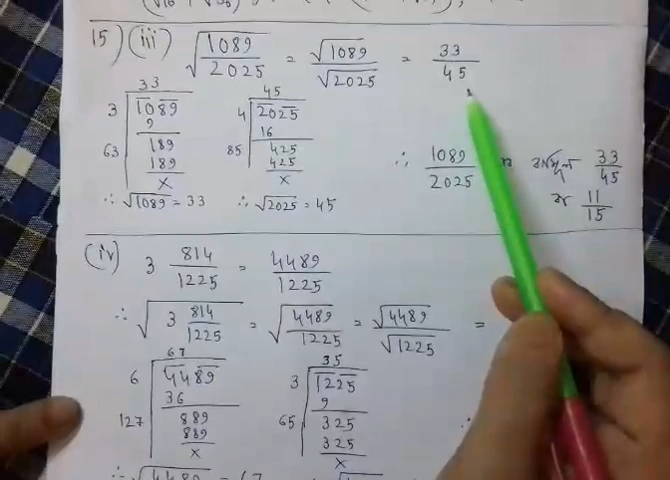 15) (iii) √(1089/2025) = √1089/√2025 = 33/45
33
3 | 1089
9
63 | 189
189
x
∴ √1089 = 33
45
4 | 2025
16
85 | 425
425
x
∴ √2025 = 45
∴ 1089/2025 বর্গমূল 33/45
বা 11/15
(iv) 3 814/1225 = 4489/1225
∴ √(3 814/1225) = √(4489/1225) = √4489/√1225 =
67
6 | 4489
36
127 | 889
889
x
35
3 | 1225
9
65 | 325
325
x